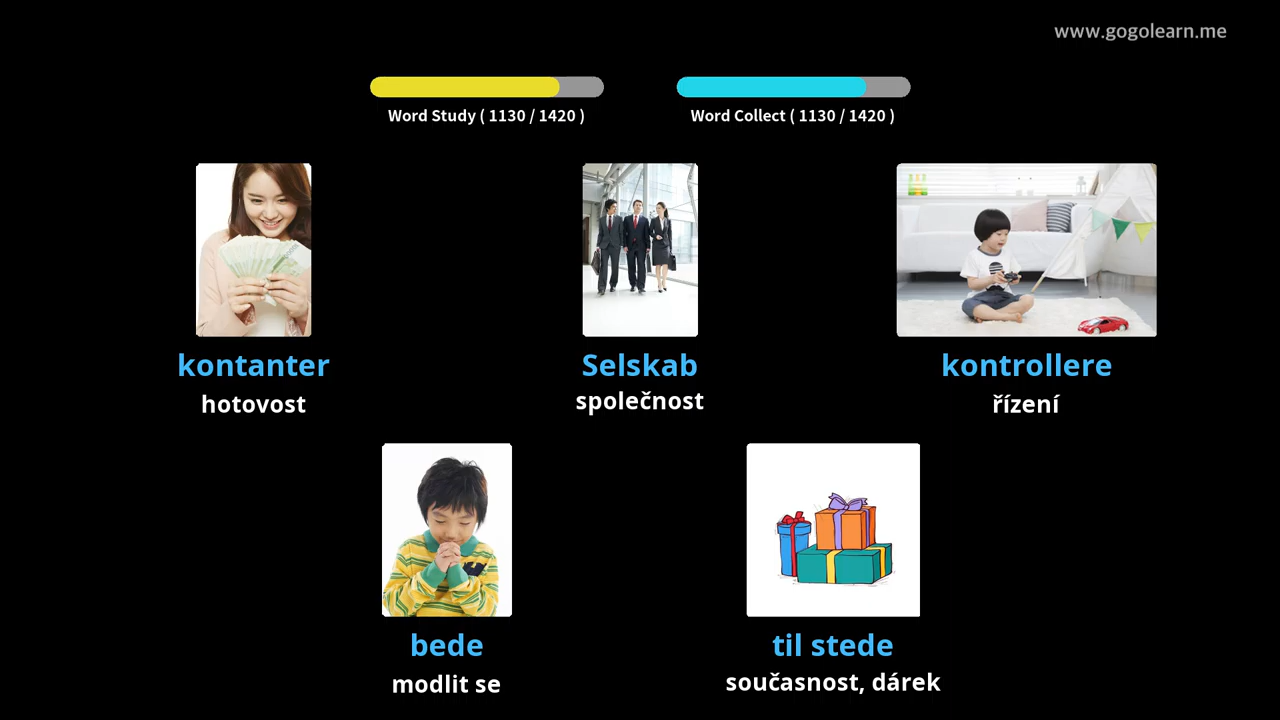 www.gogolearn.me
Word Study ( 1130 / 1420 )
Word Collect ( 1130 / 1420 )
kontanter
hotovost
Selskab
společnost
kontrollere
řízení
bede
modlit se
til stede
současnost, dárek